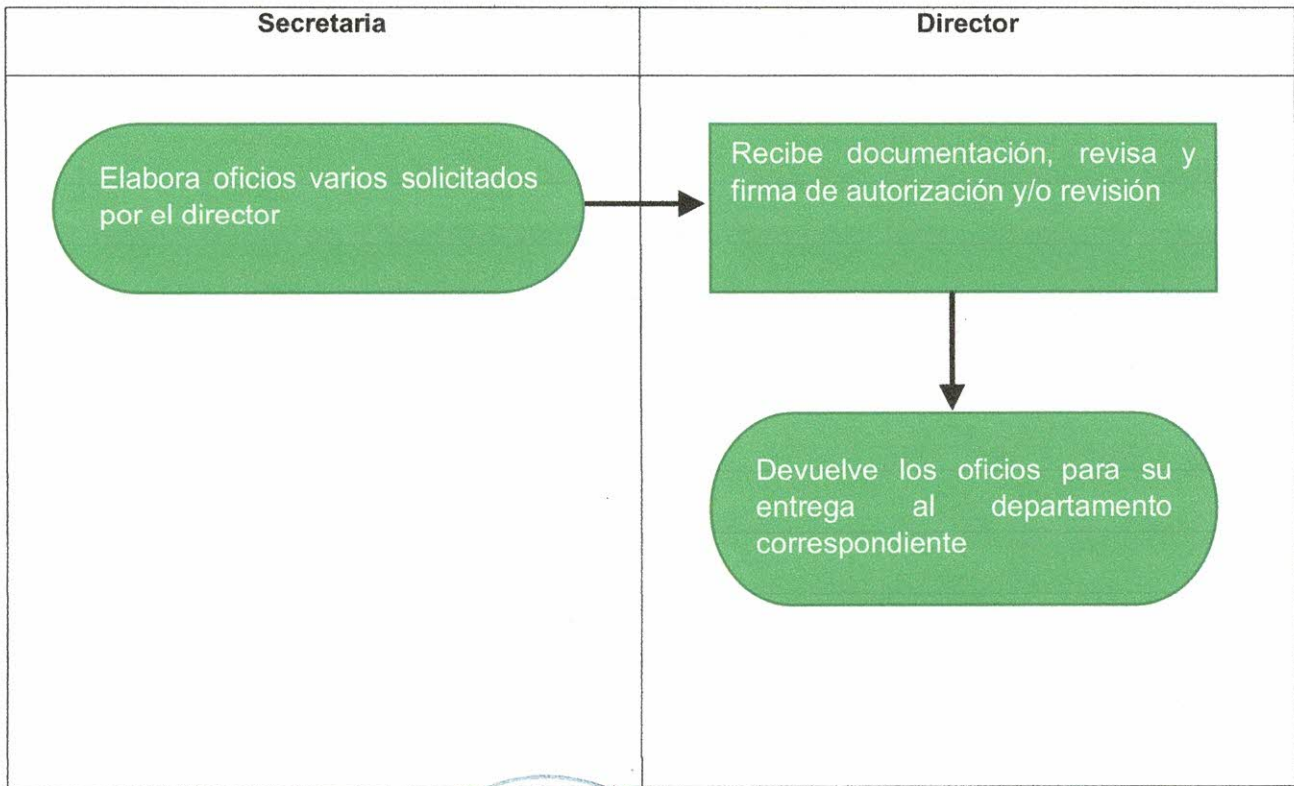 Secretaria
Director
Elabora oficios varios solicitados
por el director
Recibe documentación, revisa y
firma de autorización y/o revisión
Devuelve los oficios para su
entrega al departamento
correspondiente